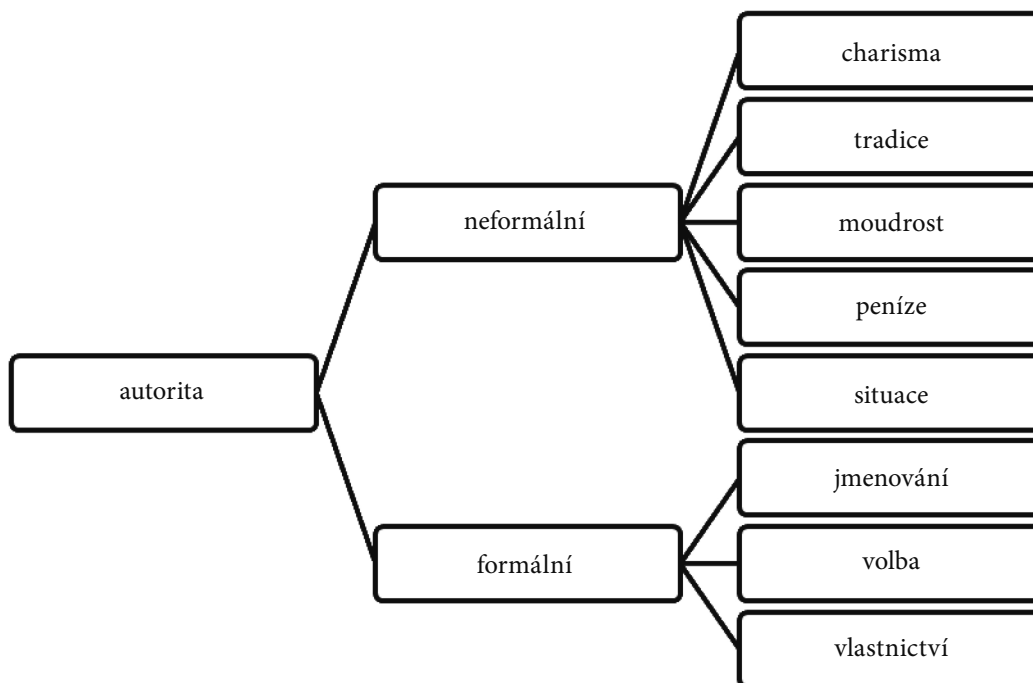 autorita
neformální
charisma
tradice
moudrost
peníze
situace
formální
jmenování
volba
vlastnictví